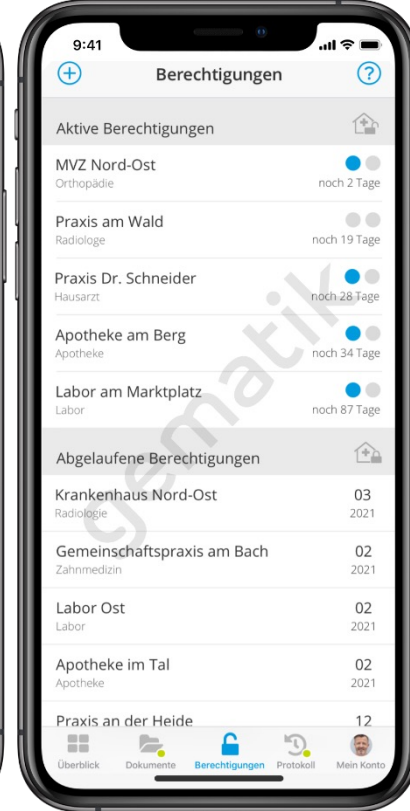 9:41
Berechtigungen
Aktive Berechtigungen
MVZ Nord-Ost
Orthopädie
noch 2 Tage
Praxis am Wald
Radiologe
noch 19 Tage
Praxis Dr. Schneider
Hausarzt
noch 28 Tage
Apotheke am Berg
Apotheke
noch 34 Tage
Labor am Marktplatz
Labor
noch 87 Tage
Abgelaufene Berechtigungen
Krankenhaus Nord-Ost
03
Radiologie
2021
Gemeinschaftspraxis am Bach
02
Zahnmedizin
2021
Labor Ost
02
Labor
2021
Apotheke im Tal
02
Apotheke
2021
Praxis an der Heide
12
Überblick
Dokumente
Berechtigungen
Protokoll
Mein Konto
gematik